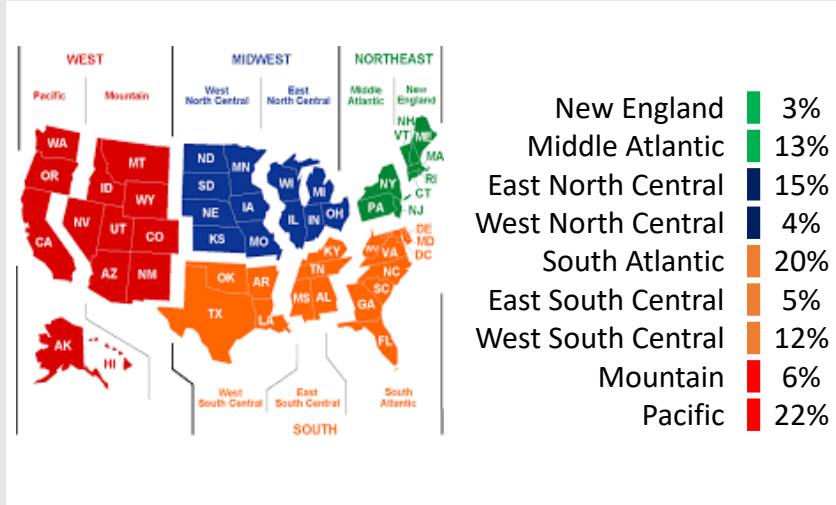 WEST
MIDWEST
NORTHEAST
Pacific
Mountain
West
North Central
East
North Central
Middle
Atlantic
New
England
WA
OR
CA
NV
ID
MT
WY
UT
CO
AZ
NM
AK
HI
ND
SD
NE
KS
MN
IA
MO
WI
MI
IL
IN
OH
NH
VT
ME
MA
RI
CT
NJ
NY
PA
DE
MD
DC
WV
VA
NC
SC
GA
FL
KY
TN
MS
AL
OK
AR
TX
LA
West
South Central
East
South Central
South
Atlantic
SOUTH
New England 3%
Middle Atlantic 13%
East North Central 15%
West North Central 4%
South Atlantic 20%
East South Central 5%
West South Central 12%
Mountain 6%
Pacific 22%